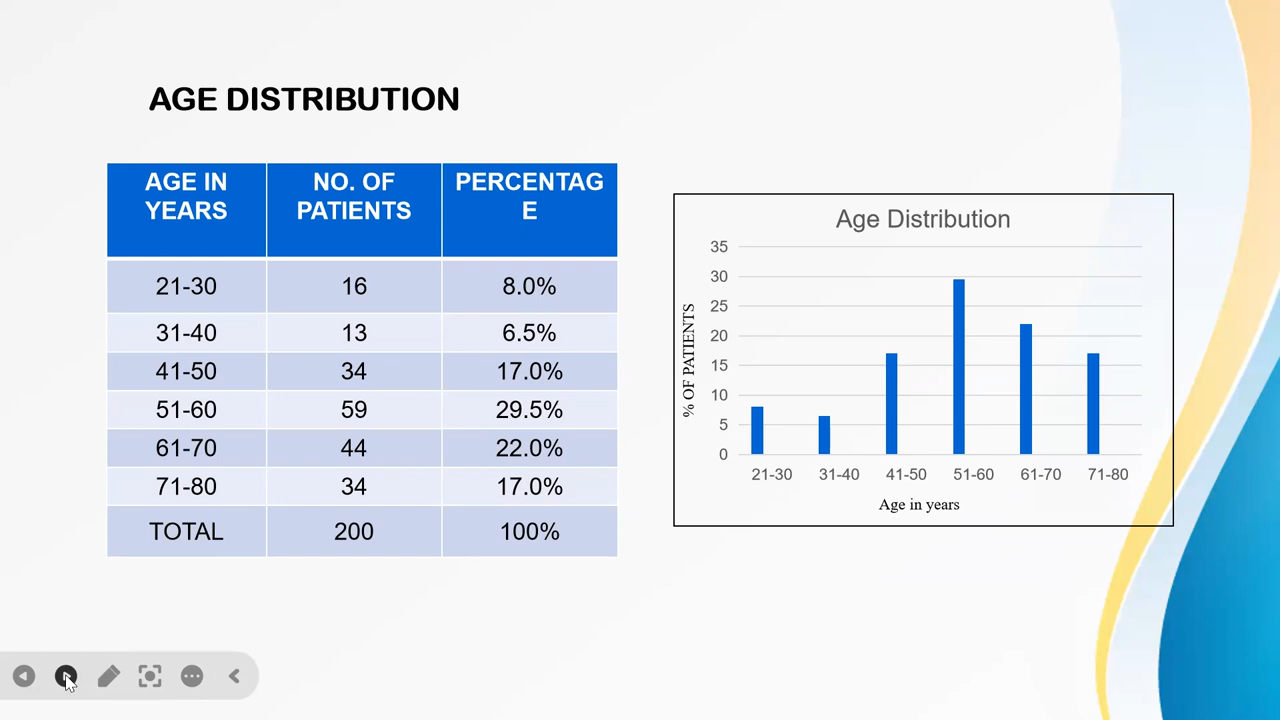 AGE DISTRIBUTION
AGE IN YEARS NO. OF PATIENTS PERCENTAG
E
21-30 16 8.0%
31-40 13 6.5%
41-50 34 17.0%
51-60 59 29.5%
61-70 44 22.0%
71-80 34 17.0%
TOTAL 200 100%
Age Distribution
35
30
25
20
15
10
5
0
% OF PATIENTS
21-30 31-40 41-50 51-60 61-70 71-80
Age in years